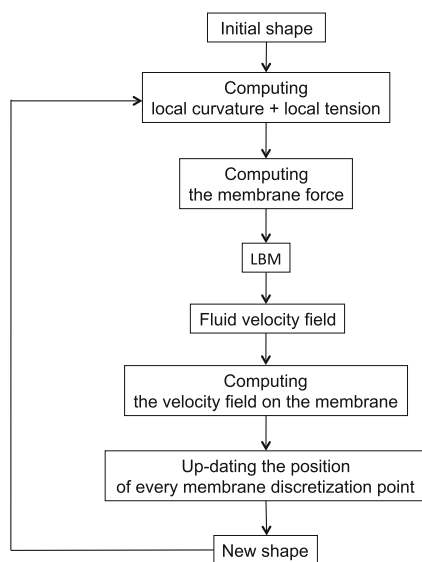 Initial shape
Computing
local curvature + local tension
Computing
the membrane force
LBM
Fluid velocity field
Computing
the velocity field on the membrane
Up-dating the position
of every membrane discretization point
New shape